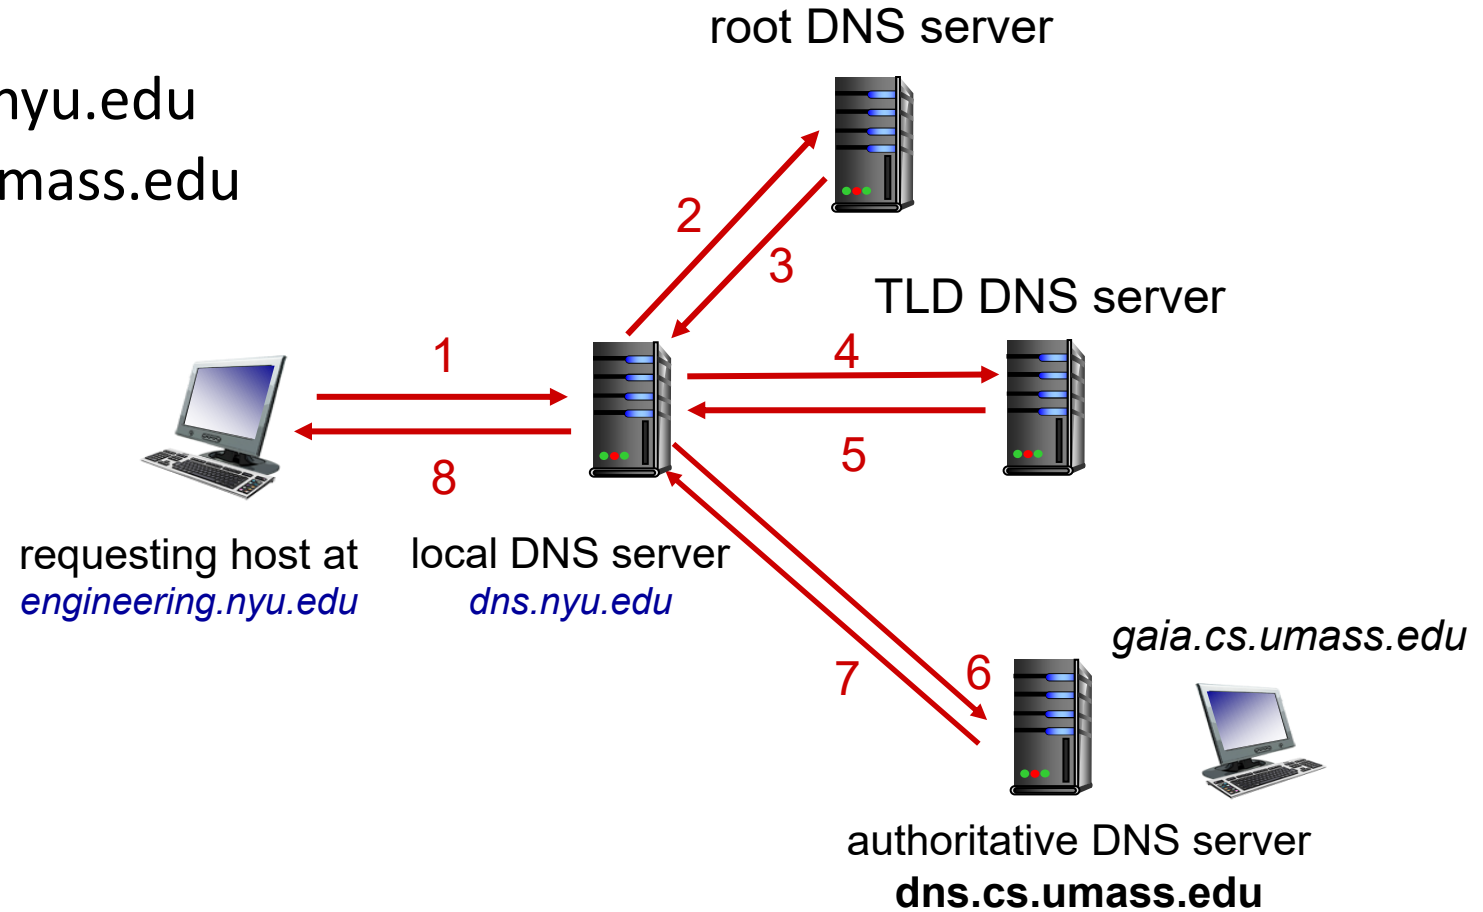 root DNS server
nyu.edu
mass.edu
2
3
TLD DNS server
1
4
8
5
requesting host at
engineering.nyu.edu
local DNS server
dns.nyu.edu
gaia.cs.umass.edu
7
6
authoritative DNS server
dns.cs.umass.edu